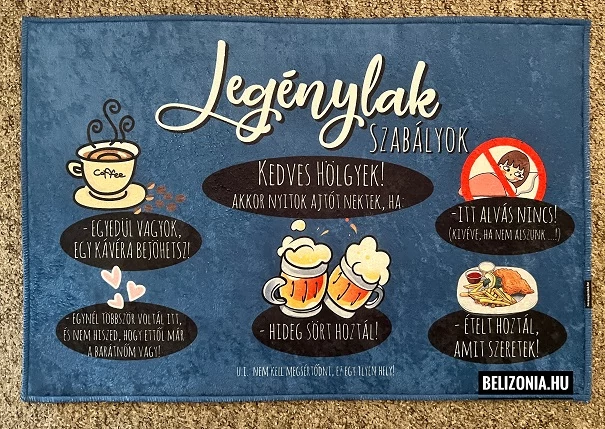 Legénylak
SZABÁLYOK
KEDVES HÖLGYEK!
AKKOR NYITOK AJTÓT NEKTEK, HA
Coffee
- EGYEDÜL VAGYOK,
EGY KÁVÉRA BEJÖHETSZ!
- ITT ALVÁS NINCS!
(KIVÉVE, HA NEM ALSZUNK ...!)
- EGYNÉL TÖBBSZÖR VOLTÁL ITT,
ÉS NEM HISZED, HOGY ETTŐL MÁR
A BARÁTNŐM VAGY!
- HIDEG SÖRT HOZTÁL!
- ÉTELT HOZTÁL,
AMIT SZERETEK!
U.I. NEM KELL MEGSÉRTŐDNI, EZ EGY ILYEN HELY!
BELIZONIA.HU